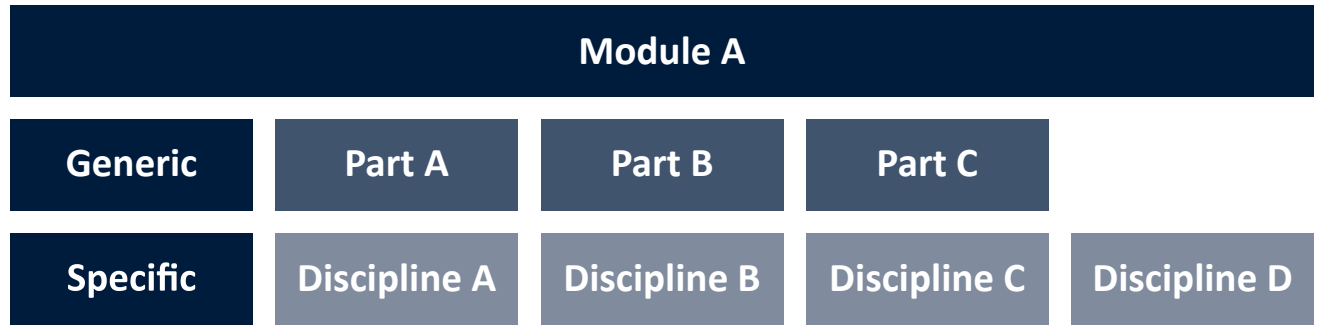 Module A
Generic Part A Part B Part C
Specific Discipline A Discipline B Discipline C Discipline D